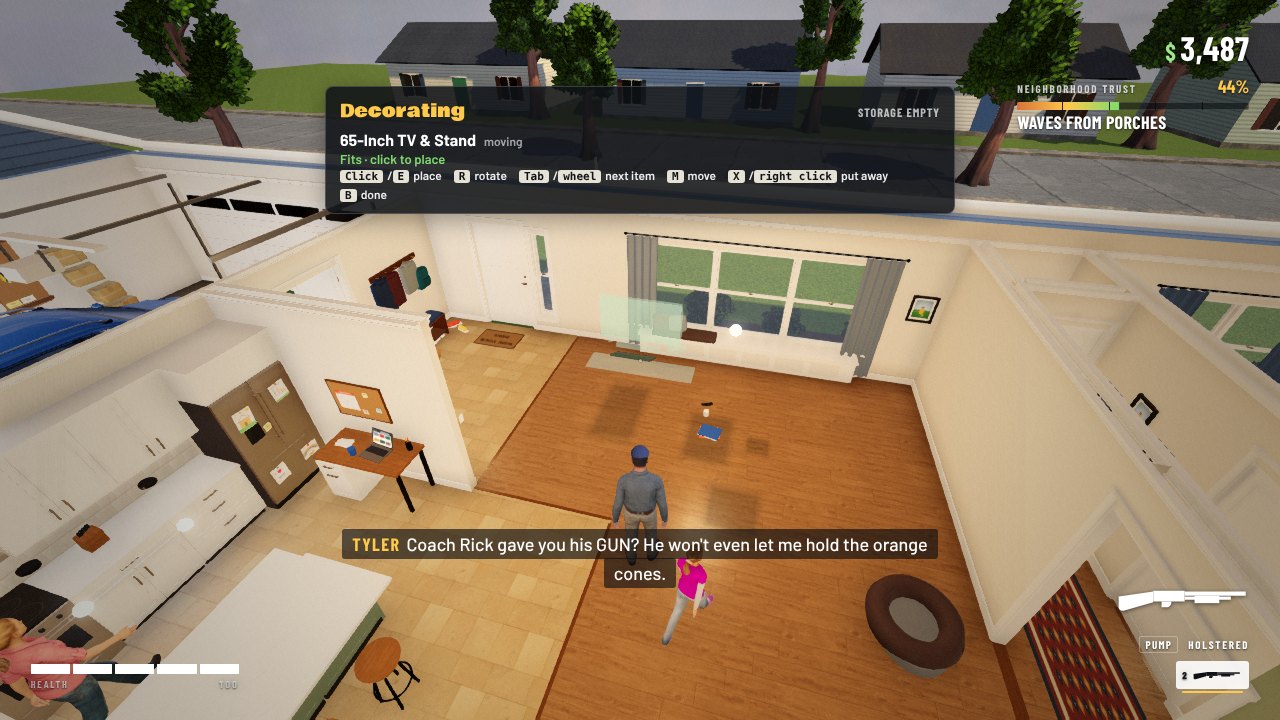 $3,487
NEIGHBORHOOD TRUST 44%
WAVES FROM PORCHES
Decorating STORAGE EMPTY
65-Inch TV & Stand moving
Fits · click to place
Click / E place R rotate Tab / wheel next item M move X / right click put away
B done
TYLER Coach Rick gave you his GUN? He won't even let me hold the orange
cones.
PUMP HOLSTERED
2
HEALTH 100